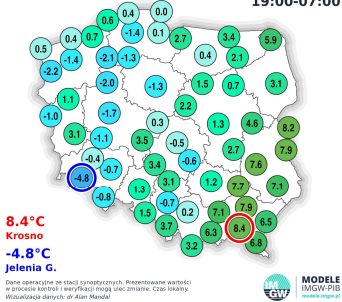 19:00-07:00
0.4 0.0
0.6
-1.4 0.1
0.5 0.4 0.7 2.7 3.4 5.9
-1.4 -2.1 -1.3 0.4 2.1
-2.2
-2.0 -1.3 1.5 0.7 3.1
1.1 2.2
-1.0 -1.7 0.3 1.3 4.6 8.2
3.1 -1.1 3.5 -0.5
-0.4 3.4 -0.6 2.7 7.9
-4.8 -0.7 7.6
-0.8 1.3 3.1 1.2 7.7 7.1
1.5 -0.7 0.2 7.1 7.9
3.7 6.3 8.4 6.5
3.2 6.8
8.4°C
Krosno
-4.8°C
Jelenia G.
Dane operacyjne ze stacji synoptycznych. Prezentowane wartości
w procesie kontroli i weryfikacji mogą ulec zmianie. Czas lokalny.
Wizualizacja danych: dr Alan Mandal
IMGW
MODELE
IMGW-PIB